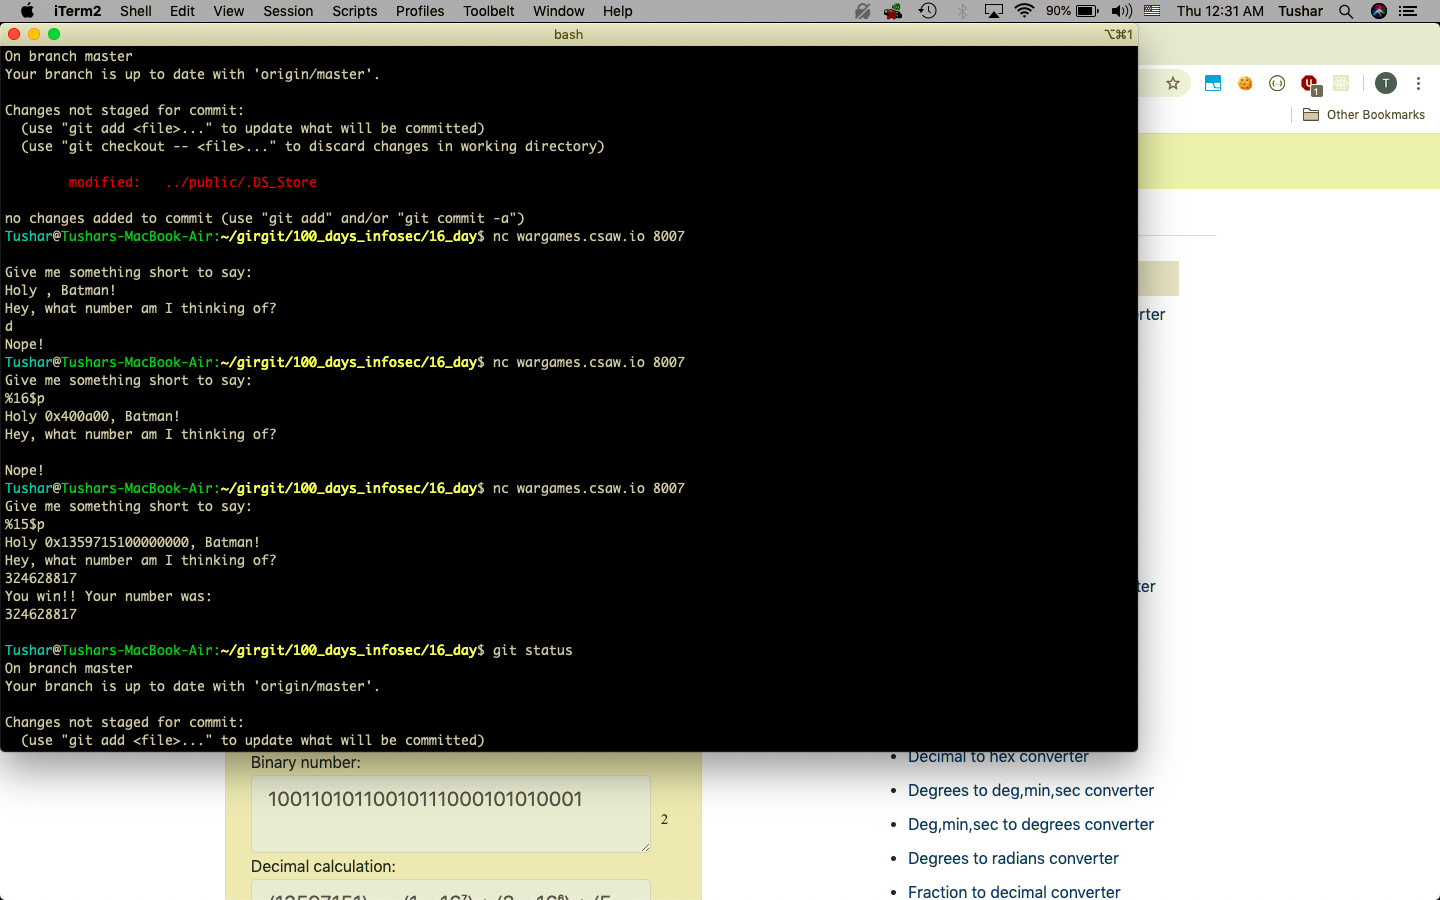 iTerm2 Shell Edit View Session Scripts Profiles Toolbelt Window Help 90% Thu 12:31 AM Tushar
bash ⌥⌘1
On branch master
Your branch is up to date with 'origin/master'.
Changes not staged for commit:
(use "git add <file>..." to update what will be committed)
(use "git checkout -- <file>..." to discard changes in working directory)
modified: ../public/.DS_Store
no changes added to commit (use "git add" and/or "git commit -a")
Tushar@Tushars-MacBook-Air:~/girgit/100_days_infosec/16_day$ nc wargames.csaw.io 8007
Give me something short to say:
Holy , Batman!
Hey, what number am I thinking of?
d
Nope!
Tushar@Tushars-MacBook-Air:~/girgit/100_days_infosec/16_day$ nc wargames.csaw.io 8007
Give me something short to say:
%16$p
Holy 0x400a00, Batman!
Hey, what number am I thinking of?
Nope!
Tushar@Tushars-MacBook-Air:~/girgit/100_days_infosec/16_day$ nc wargames.csaw.io 8007
Give me something short to say:
%15$p
Holy 0x1359715100000000, Batman!
Hey, what number am I thinking of?
324628817
You win!! Your number was:
324628817
Tushar@Tushars-MacBook-Air:~/girgit/100_days_infosec/16_day$ git status
On branch master
Your branch is up to date with 'origin/master'.
Changes not staged for commit:
(use "git add <file>..." to update what will be committed)
1
T
Other Bookmarks
rter
ter
Binary number:
10011010110010111000101010001
2
Decimal calculation:
Decimal to hex converter
Degrees to deg,min,sec converter
Deg,min,sec to degrees converter
Degrees to radians converter
Fraction to decimal converter